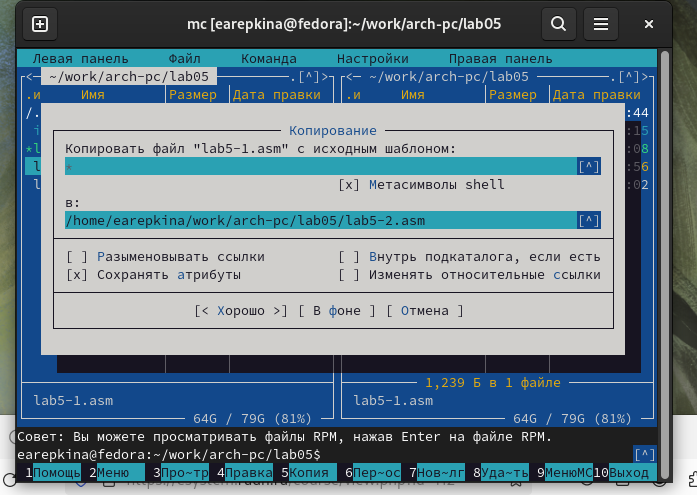 mc [earepkina@fedora]:~/work/arch-pc/lab05
Левая панель Файл Команда Настройки Правая панель
<─ ~/work/arch-pc/lab05 .[^]> <─ ~/work/arch-pc/lab05 .[^]>
.и Имя Размер Дата правки .и Имя Размер Дата правки
/. :44
Копирование
:15
Копировать файл "lab5-1.asm" с исходным шаблоном:
*l :08
* [^]
l :56
[x] Метасимволы shell
l :02
в:
/home/earepkina/work/arch-pc/lab05/lab5-2.asm [^]
[ ] Разыменовывать ссылки [ ] Внутрь подкаталога, если есть
[x] Сохранять атрибуты [ ] Изменять относительные ссылки
[< Хорошо >] [ В фоне ] [ Отмена ]
1,239 Б в 1 файле
lab5-1.asm lab5-1.asm
64G / 79G (81%) 64G / 79G (81%)
Совет: Вы можете просматривать файлы RPM, нажав Enter на файле RPM.
earepkina@fedora:~/work/arch-pc/lab05$ [^]
1Помощь 2Меню 3Про~тр 4Правка 5Копия 6Пер~ос 7Нов~лг 8Уда~ть 9МенюMC 10Выход